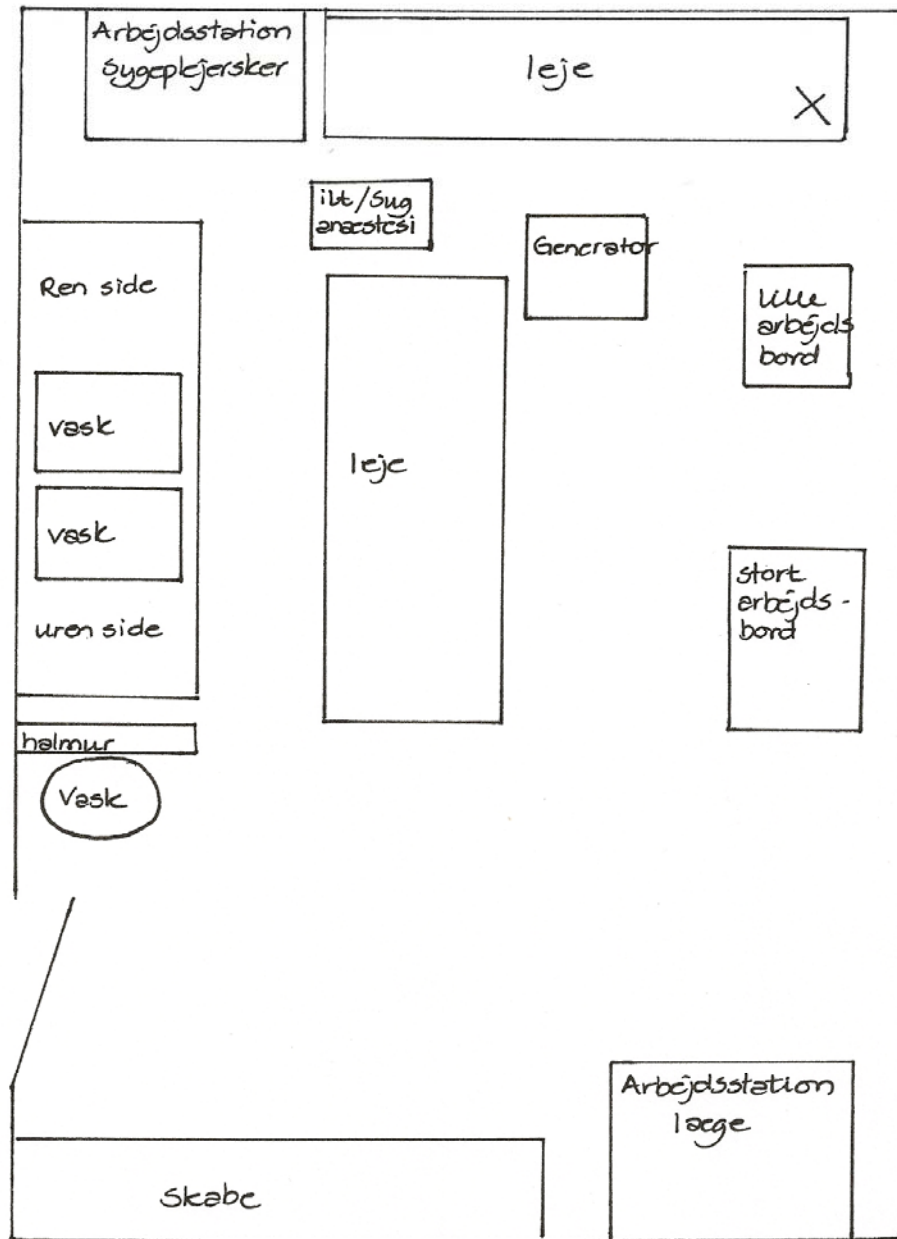 Arbejdsstation
Sygeplejersker
leje
X
ilt/Sug
anæstesi
Generator
Lille
arbejds
bord
Ren side
vask
vask
uren side
leje
stort
arbejds-
bord
halmur
Vask
Arbejdsstation
læge
Skabe